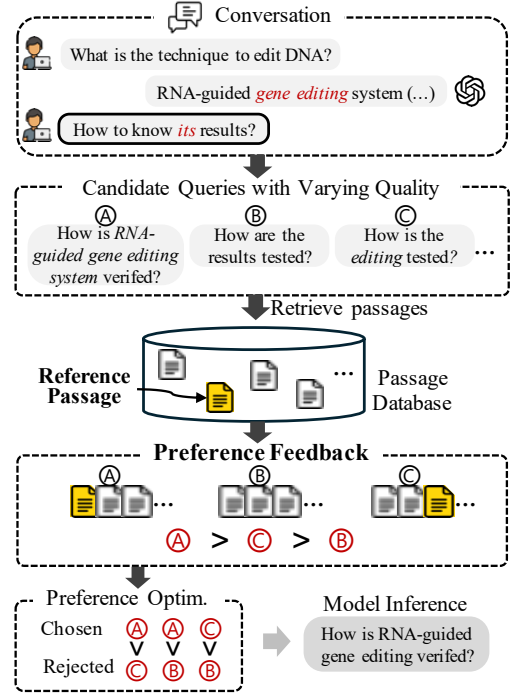 Conversation
What is the technique to edit DNA?
RNA-guided gene editing system (…)
How to know its results?
Candidate Queries with Varying Quality
A B C
How is RNA-
guided gene editing
system verifed?
How are the
results tested?
How is the
editing tested?
...
Retrieve passages
...
Reference
Passage
Passage
Database
Preference Feedback
A B C
... ... ...
A > C > B
Preference Optim.
Chosen A A C
> > >
Rejected C B B
Model Inference
How is RNA-guided
gene editing verifed?